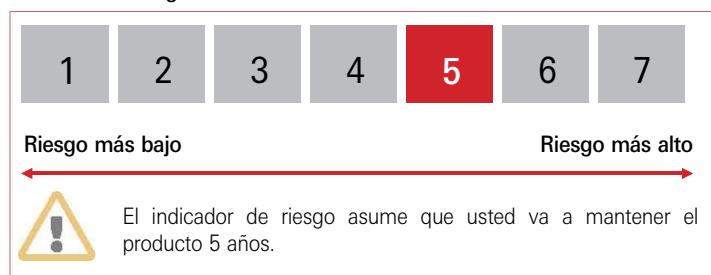 1 2 3 4 5 6 7
Riesgo más bajo Riesgo más alto
El indicador de riesgo asume que usted va a mantener el
producto 5 años.